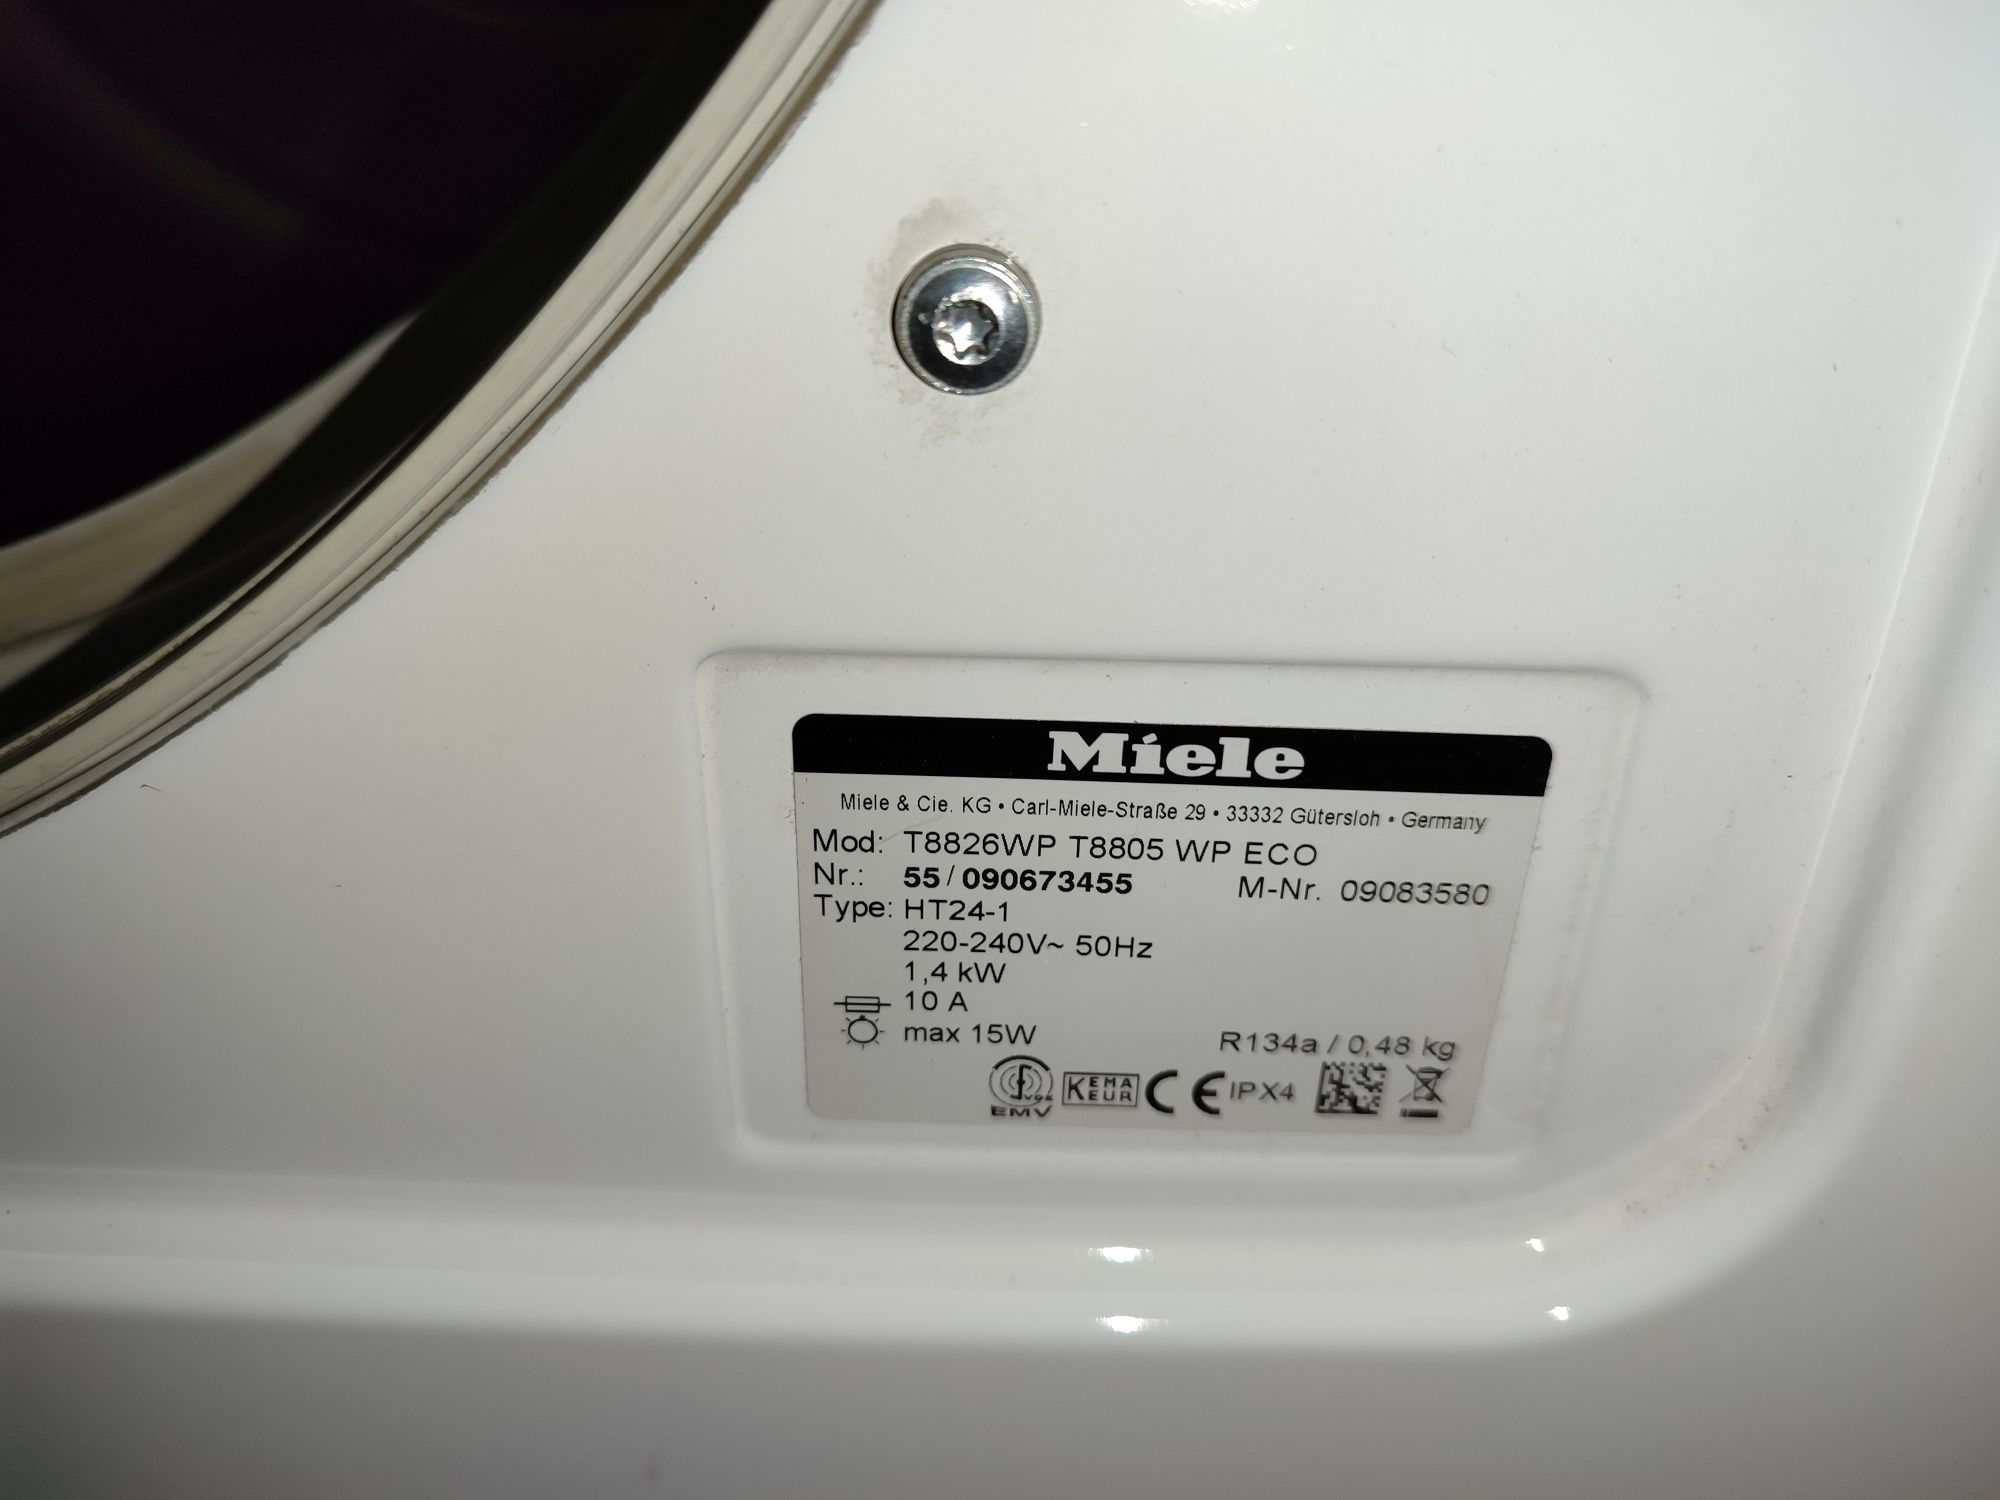 Miele
Miele & Cie. KG • Carl-Miele-Straße 29 • 33332 Gütersloh • Germany
Mod: T8826WP T8805 WP ECO
Nr.: 55 / 090673455 M-Nr. 09083580
Type: HT24-1
220-240V~ 50Hz
1,4 kW
10 A
max 15W R134a / 0,48 kg
EMV KEMA KEUR CE IPX4